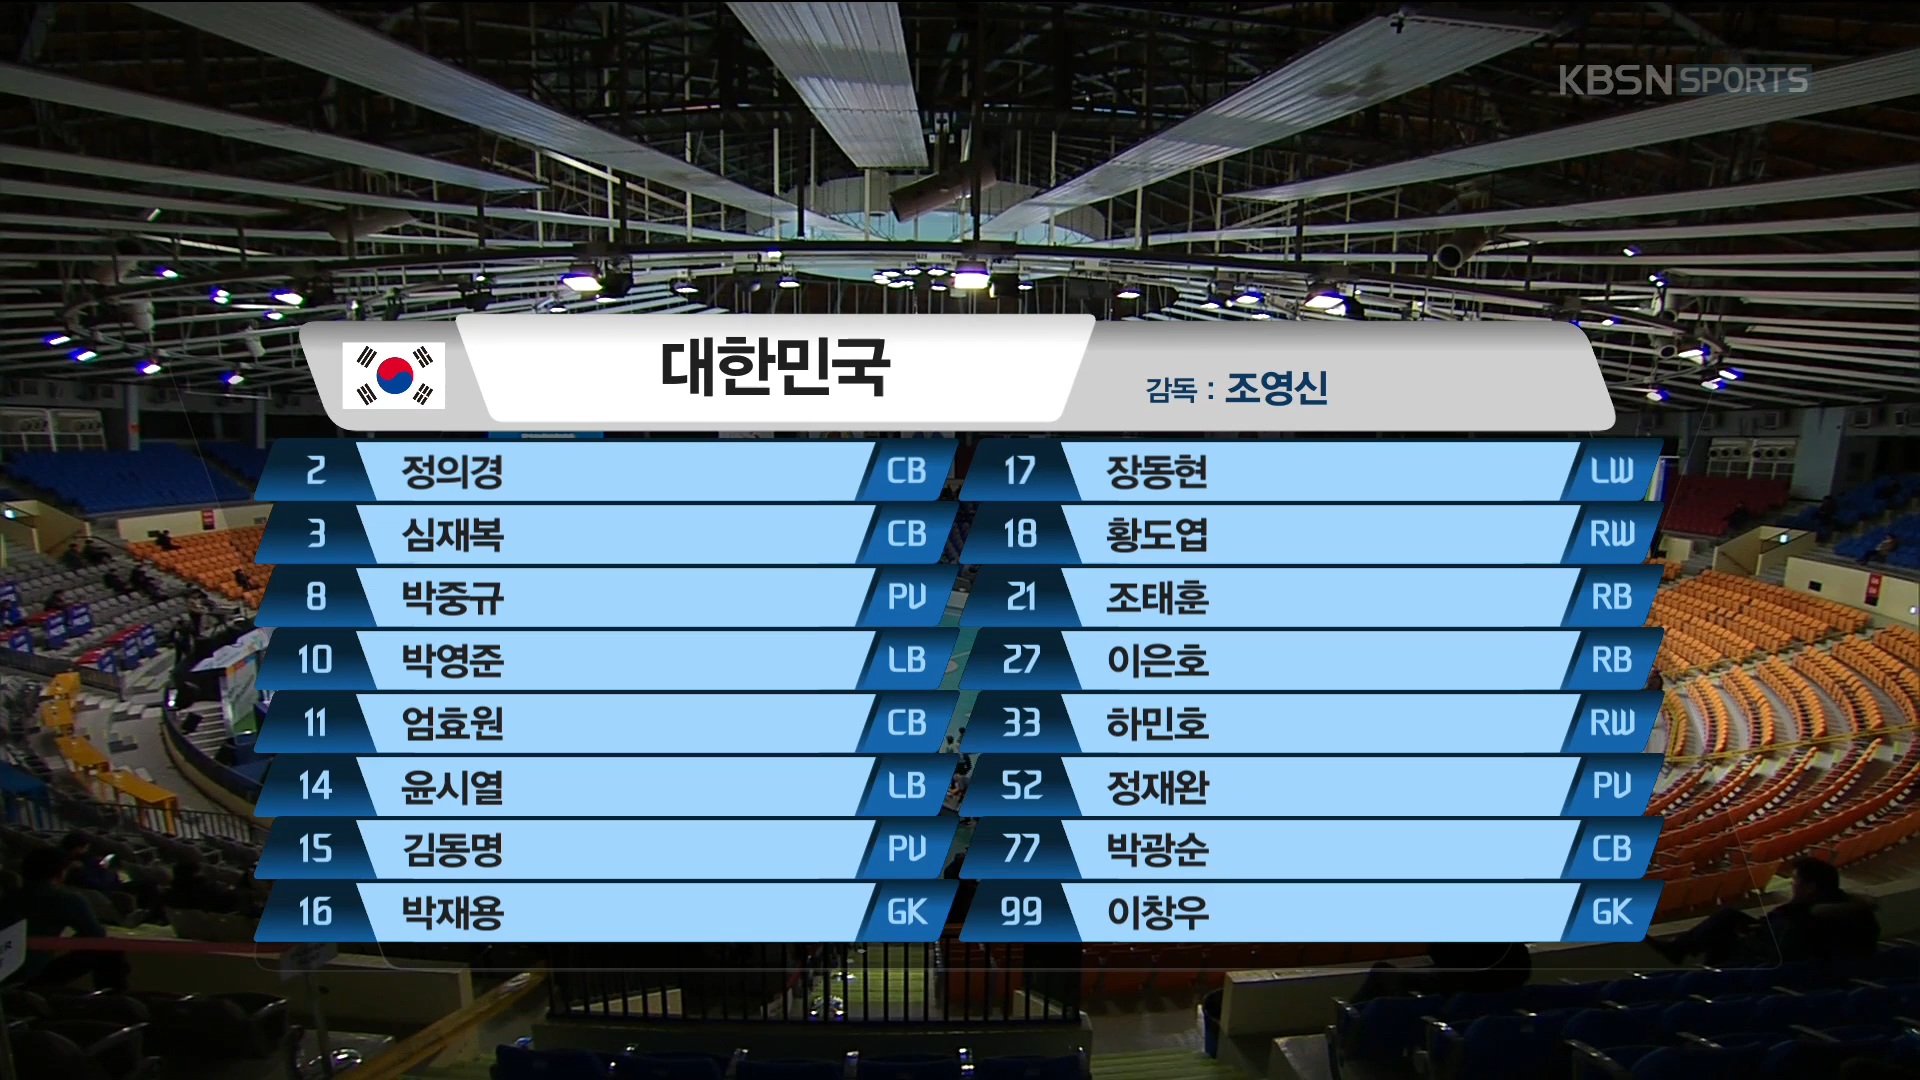 KBSN SPORTS
대한민국
감독 : 조영신
2 정의경 CB
3 심재복 CB
8 박중규 PV
10 박영준 LB
11 엄효원 CB
14 윤시열 LB
15 김동명 PV
16 박재용 GK
17 장동현 LW
18 황도엽 RW
21 조태훈 RB
27 이은호 RB
33 하민호 RW
52 정재완 PV
77 박광순 CB
99 이창우 GK